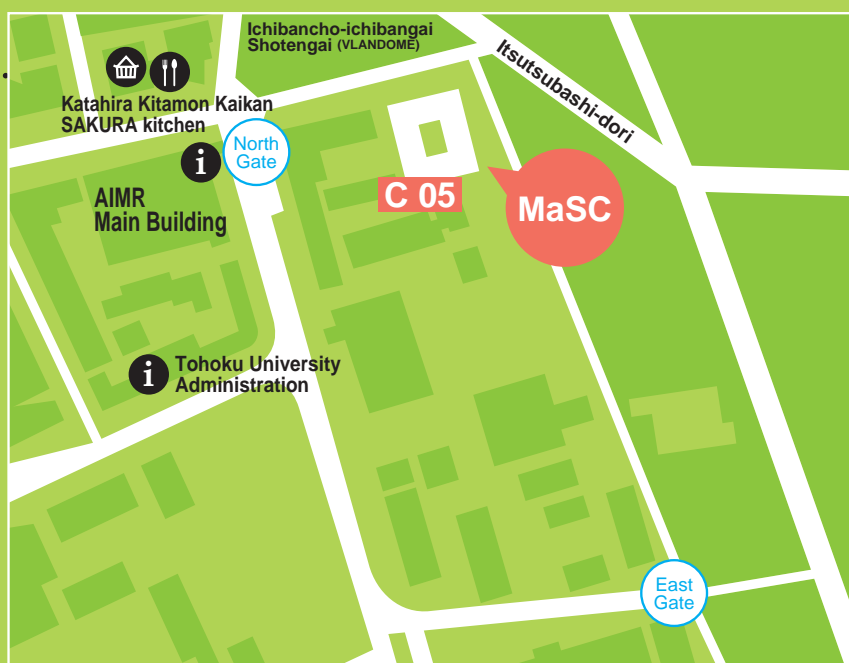 Ichibancho-ichibangai
Shotengai (VLANDOME)
Itsutsubashi-dori
Katahira Kitamon Kaikan
SAKURA kitchen
i
North
Gate
AIMR
Main Building
C 05
MaSC
i
Tohoku University
Administration
East
Gate